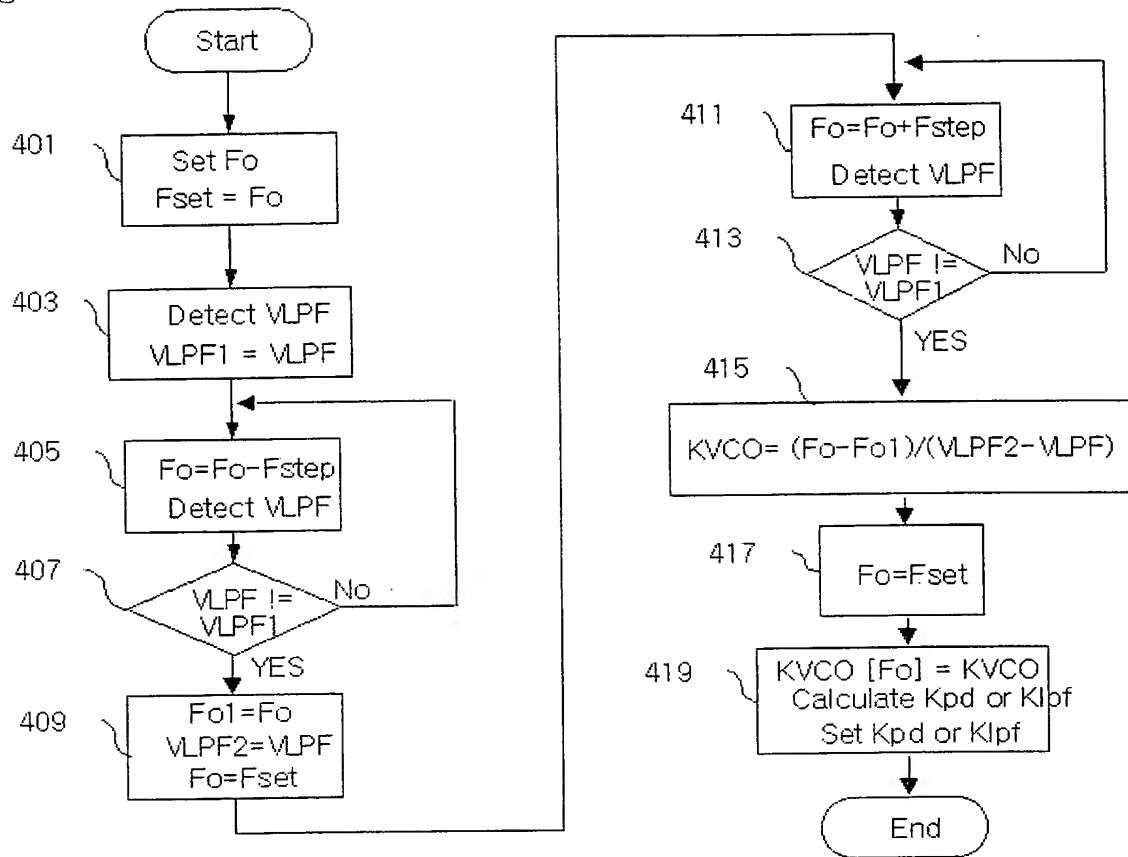 Start
401
Set Fo
Fset = Fo
403
Detect VLPF
VLPF1 = VLPF
405
Fo=Fo-Fstep
Detect VLPF
407
VLPF !=
VLPF1
No
YES
409
Fo1=Fo
VLPF2=VLPF
Fo=Fset
411
Fo=Fo+Fstep
Detect VLPF
413
VLPF !=
VLPF1
No
YES
415
KVCO= (Fo-Fo1)/(VLPF2-VLPF)
417
Fo=Fset
419
KVCO [Fo] = KVCO
Calculate Kpd or Klpf
Set Kpd or Klpf
End